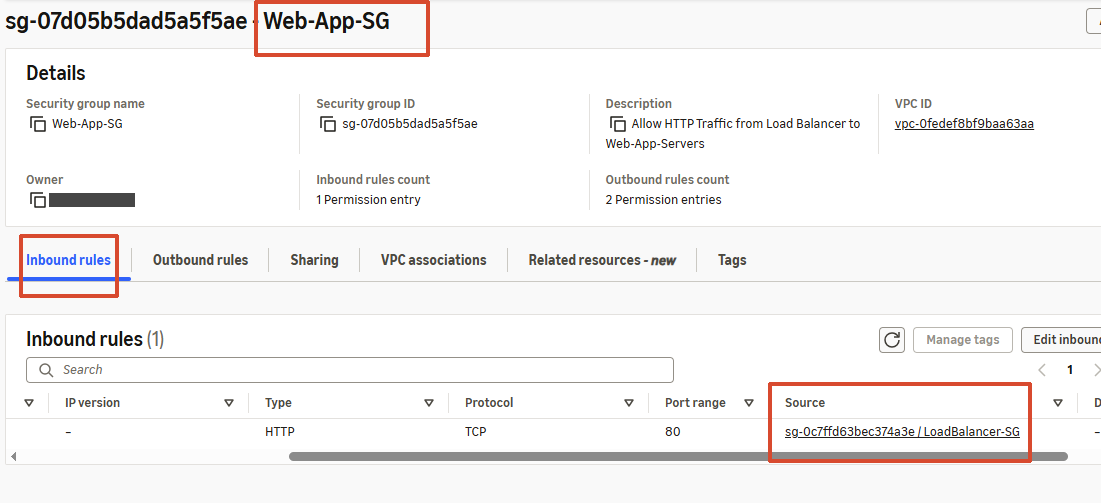 sg-07d05b5dad5a5f5ae - Web-App-SG
Details
Security group name
Web-App-SG
Security group ID
sg-07d05b5dad5a5f5ae
Description
Allow HTTP Traffic from Load Balancer to
Web-App-Servers
VPC ID
vpc-0fedef8bf9baa63aa
Owner
Inbound rules count
1 Permission entry
Outbound rules count
2 Permission entries
Inbound rules
Outbound rules
Sharing
VPC associations
Related resources - new
Tags
Inbound rules (1)
Manage tags
Edit inboun
Search
1
IP version
Type
Protocol
Port range
Source
D
–
HTTP
TCP
80
sg-0c7ffd63bec374a3e / LoadBalancer-SG
–